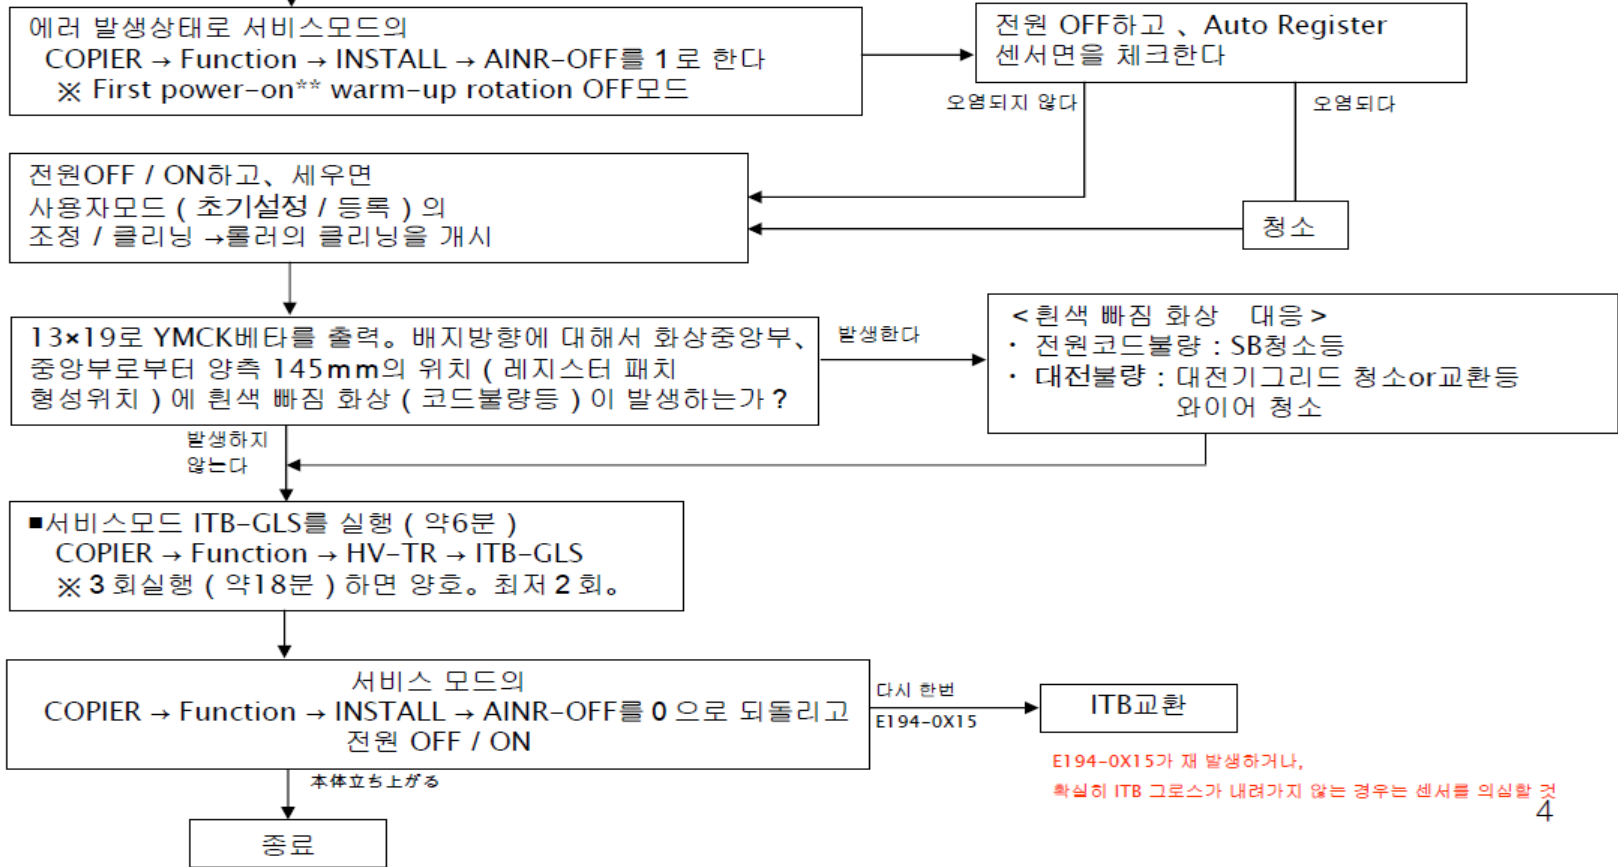 에러 발생상태로 서비스모드의
COPIER → Function → INSTALL → AINR-OFF를 1로 한다
※ First power-on** warm-up rotation OFF모드
전원 OFF하고 、Auto Register
센서면을 체크한다
오염되지 않다
오염되다
전원OFF / ON하고、세우면
사용자모드 ( 초기설정 / 등록 ) 의
조정 / 클리닝 →롤러의 클리닝을 개시
청소
13×19로 YMCK베타를 출력。배지방향에 대해서 화상중앙부、
중앙부로부터 양측 145mm의 위치 ( 레지스터 패치
형성위치 ) 에 흰색 빠짐 화상 ( 코드불량등 ) 이 발생하는가 ?
발생한다
< 흰색 빠짐 화상 대응 >
· 전원코드불량 : SB청소등
· 대전불량 : 대전기그리드 청소or교환등
와이어 청소
발생하지
않는다
■서비스모드 ITB-GLS를 실행 ( 약6분 )
COPIER → Function → HV-TR → ITB-GLS
※ 3 회실행 ( 약18분 ) 하면 양호。최저 2 회。
서비스 모드의
COPIER → Function → INSTALL → AINR-OFF를 0 으로 되돌리고
전원 OFF / ON
다시 한번
E194-0X15
ITB교환
E194-0X15가 재 발생하거나,
확실히 ITB 그로스가 내려가지 않는 경우는 센서를 의심할 것
本体立ち上がる
종료
4